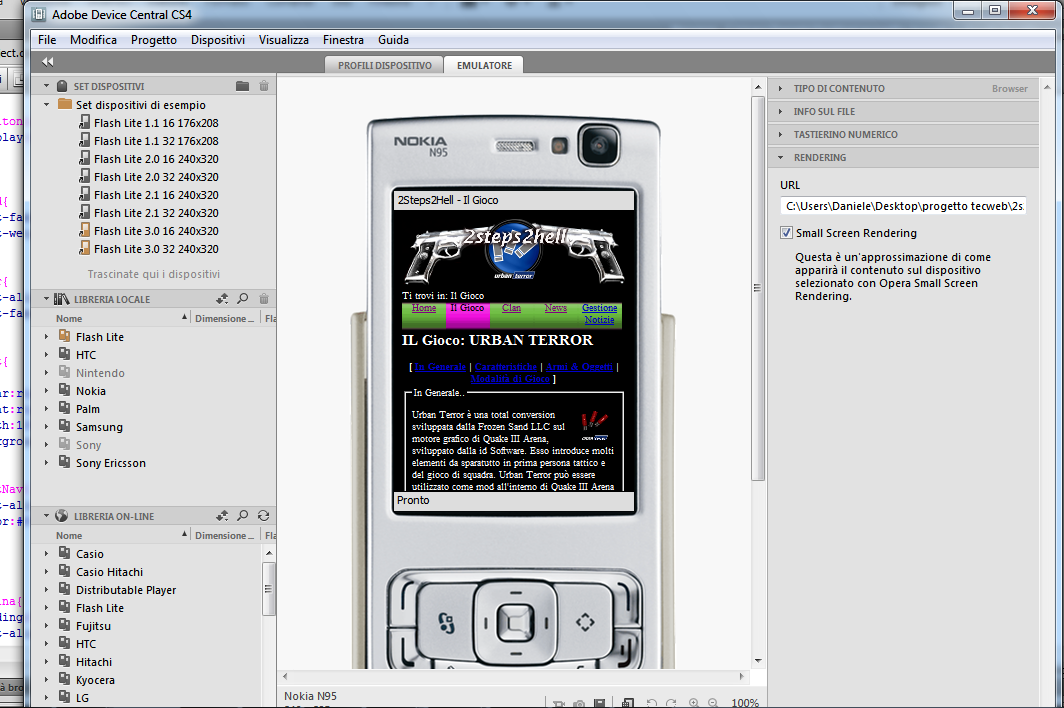 Adobe Device Central CS4
File Modifica Progetto Dispositivi Visualizza Finestra Guida
PROFILI DISPOSITIVO EMULATORE
SET DISPOSITIVI
Set dispositivi di esempio
Flash Lite 1.1 16 176x208
Flash Lite 1.1 32 176x208
Flash Lite 2.0 16 240x320
Flash Lite 2.0 32 240x320
Flash Lite 2.1 16 240x320
Flash Lite 2.1 32 240x320
Flash Lite 3.0 16 240x320
Flash Lite 3.0 32 240x320
Trascinate qui i dispositivi
LIBRERIA LOCALE
Nome Dimensione ... Fla
Flash Lite
HTC
Nintendo
Nokia
Palm
Samsung
Sony
Sony Ericsson
LIBRERIA ON-LINE
Nome Dimensione ... Fla
Casio
Casio Hitachi
Distributable Player
Flash Lite
Fujitsu
HTC
Hitachi
Kyocera
LG
NOKIA
N95
2Steps2Hell - Il Gioco
2steps2hell
urban terror
Ti trovi in: Il Gioco
Home Il Gioco Clan News Gestione
Notizie
IL Gioco: URBAN TERROR
[ In Generale | Caratteristiche | Armi & Oggetti |
Modalità di Gioco ]
In Generale..
Urban Terror è una total conversion
sviluppata dalla Frozen Sand LLC sul
motore grafico di Quake III Arena,
sviluppato dalla id Software. Esso introduce molti
elementi da sparatutto in prima persona tattico e
del gioco di squadra. Urban Terror può essere
utilizzato come mod all'interno di Quake III Arena
Pronto
Nokia N95
100%
TIPO DI CONTENUTO Browser
INFO SUL FILE
TASTIERINO NUMERICO
RENDERING
URL
C:\Users\Daniele\Desktop\progetto tecweb\2s
Small Screen Rendering
Questa è un'approssimazione di come
apparirà il contenuto sul dispositivo
selezionato con Opera Small Screen
Rendering.